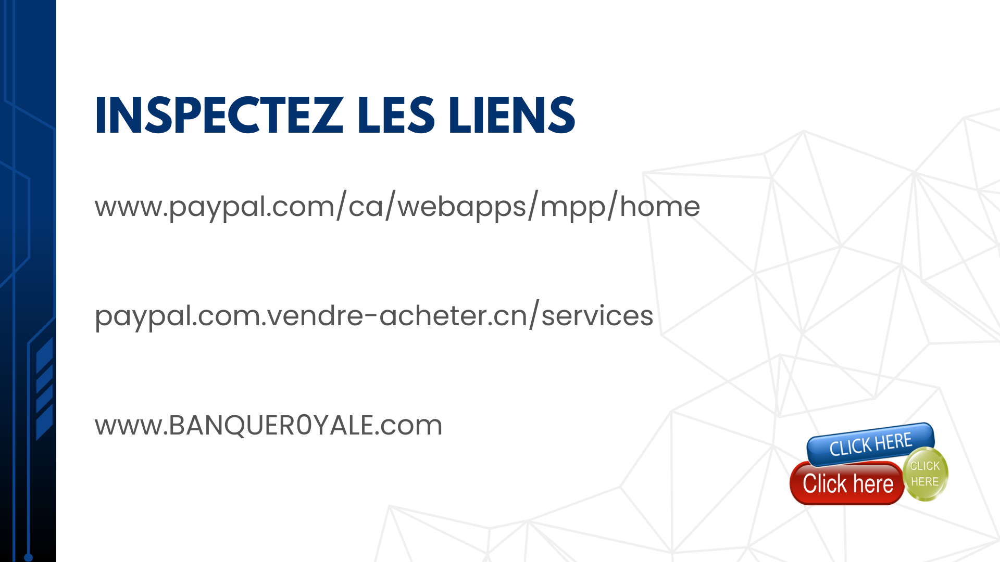 INSPECTEZ LES LIENS
www.paypal.com/ca/webapps/mpp/home
paypal.com.vendre-acheter.cn/services
www.BANQUER0YALE.com
CLICK HERE
Click here
CLICK
HERE